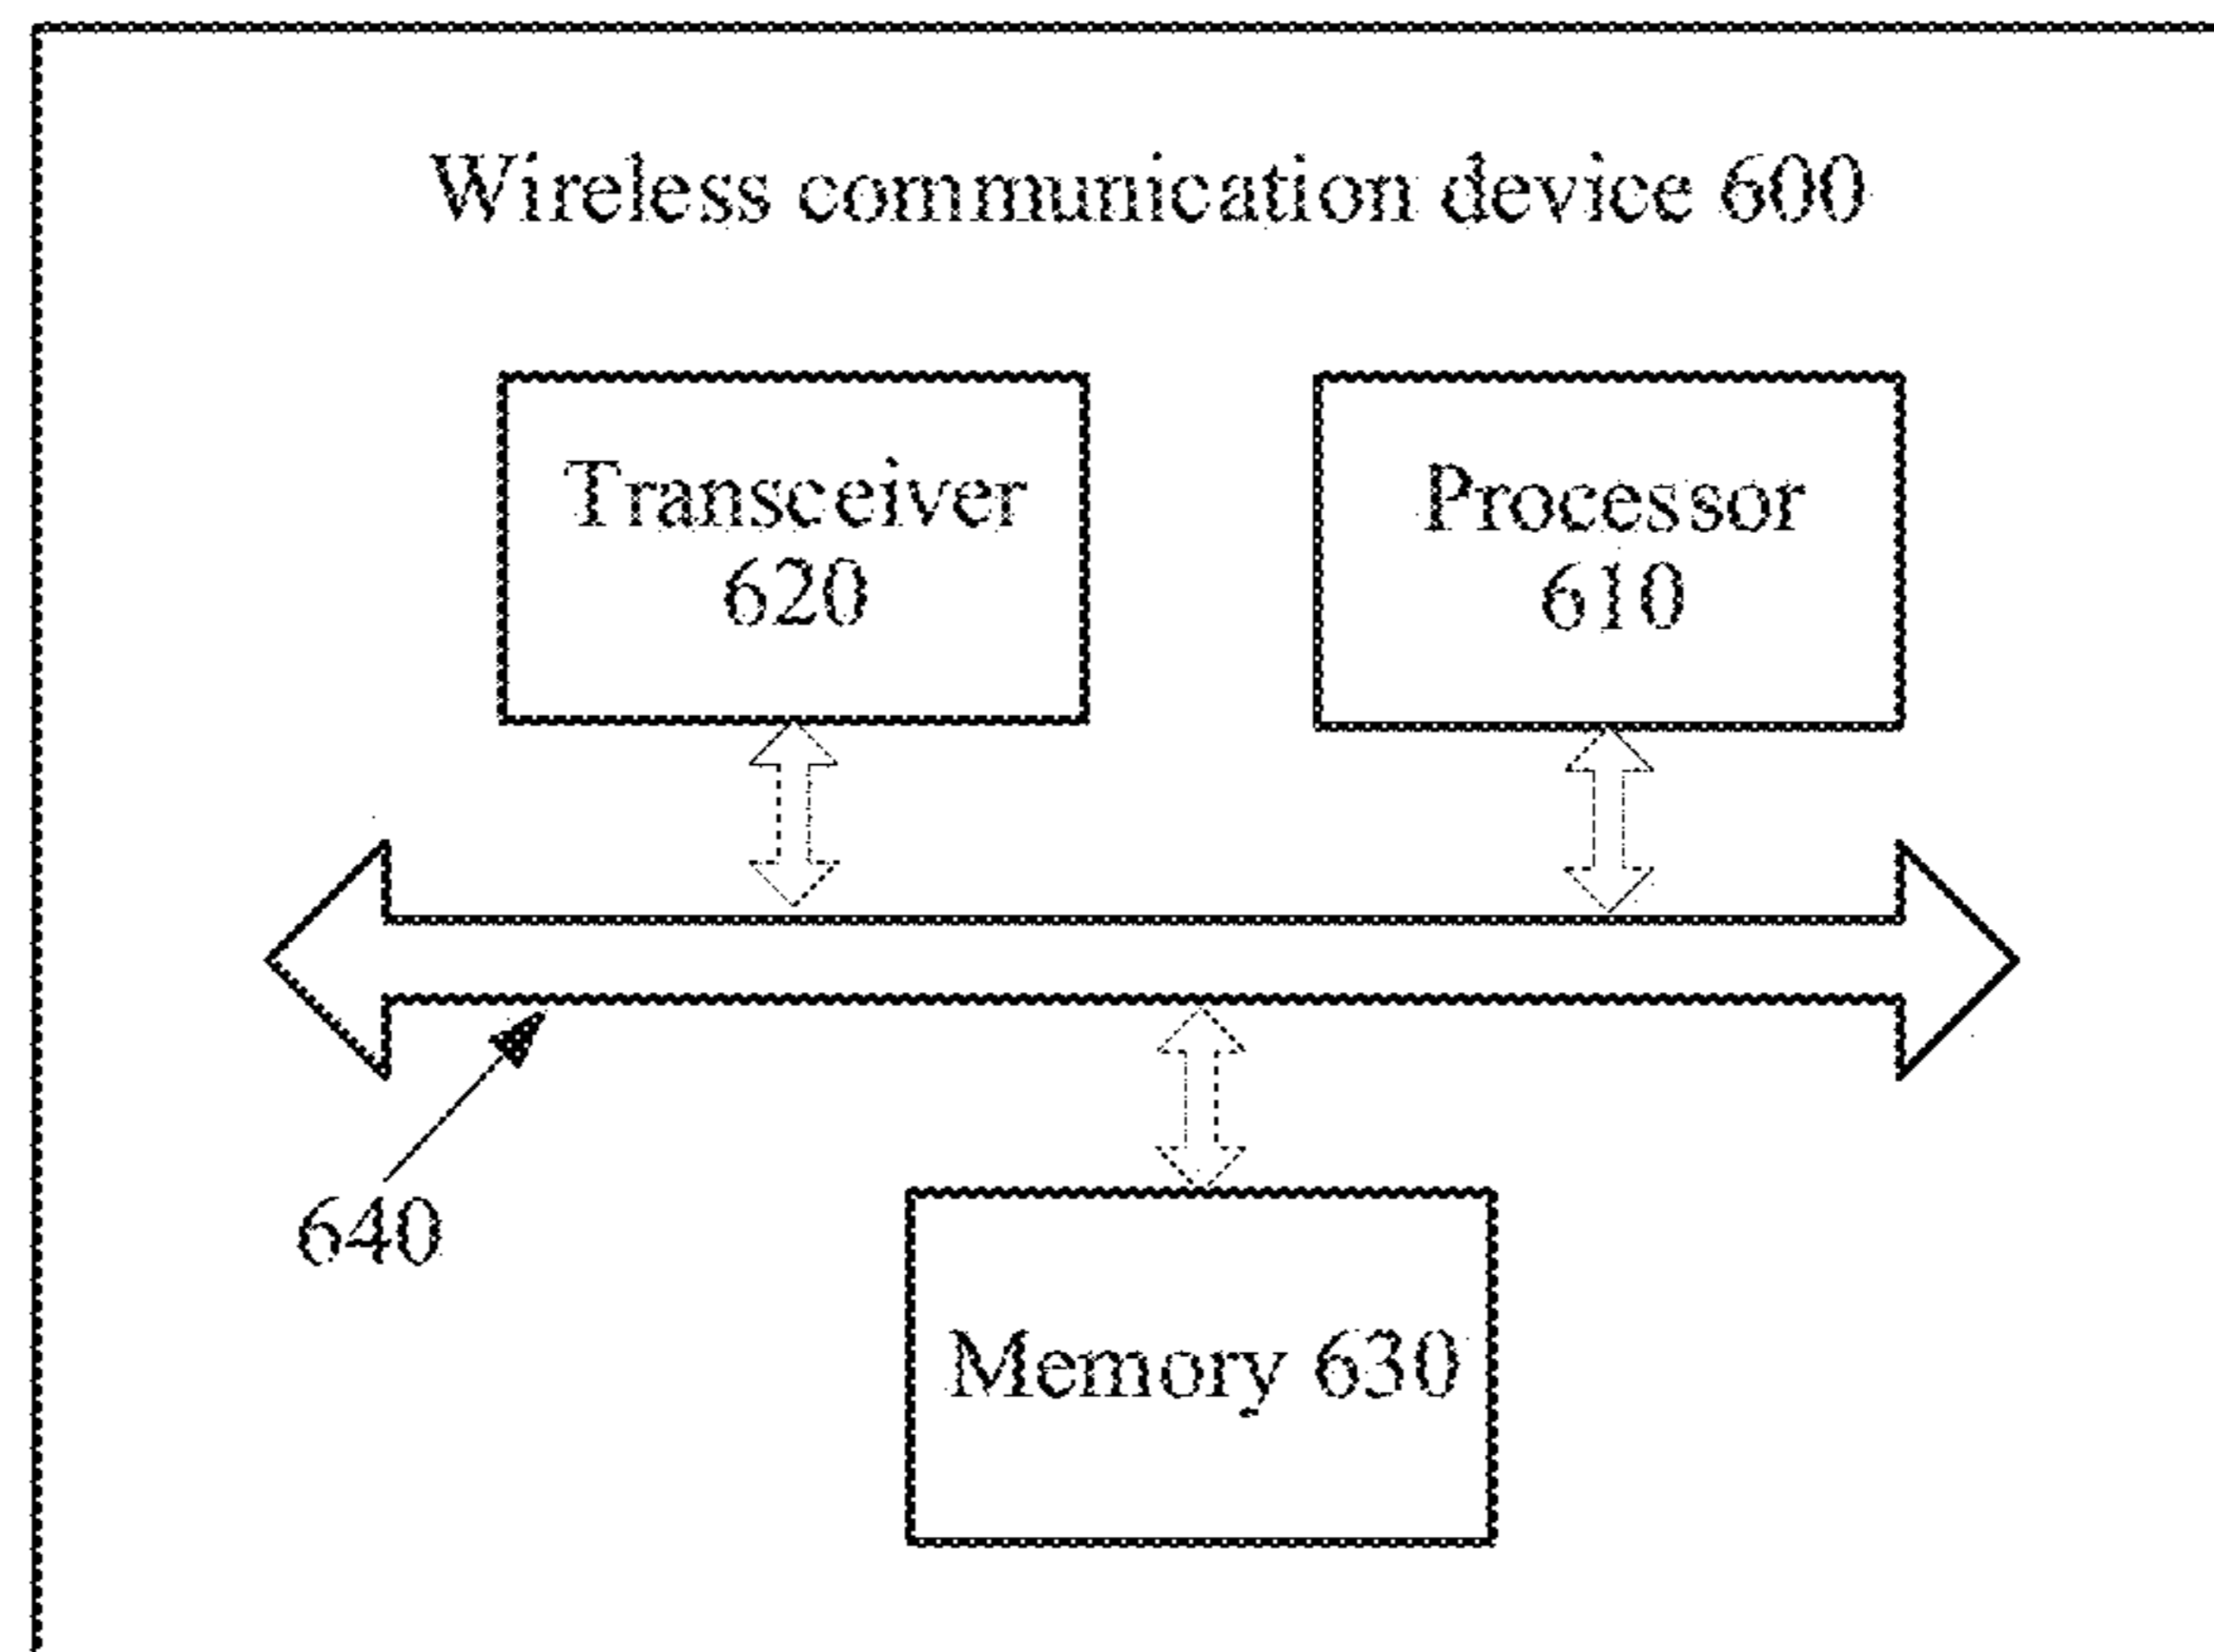 Wireless communication device 600
Transceiver
620
Processor
610
640
Memory 630